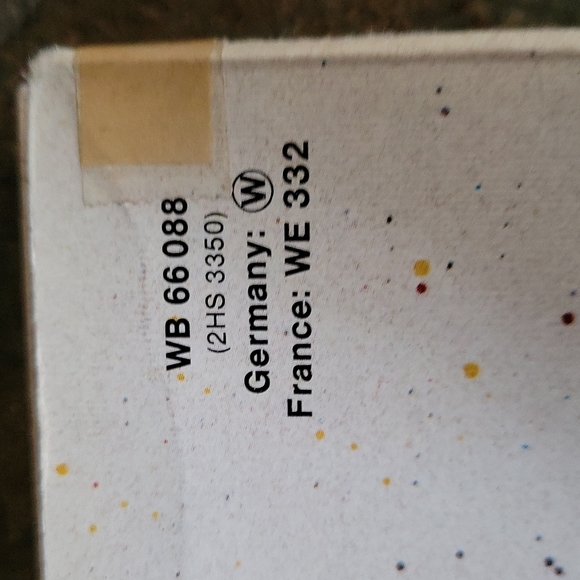 WB 66 088
(2HS 3350)
Germany: Ⓦ
France: WE 332